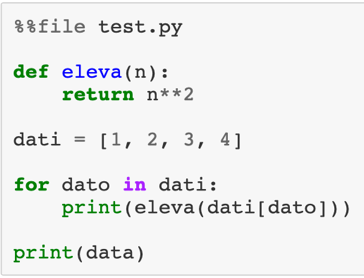 %%file test.py
def eleva(n):
    return n**2
dati = [1, 2, 3, 4]
for dato in dati:
    print(eleva(dati[dato]))
print(data)